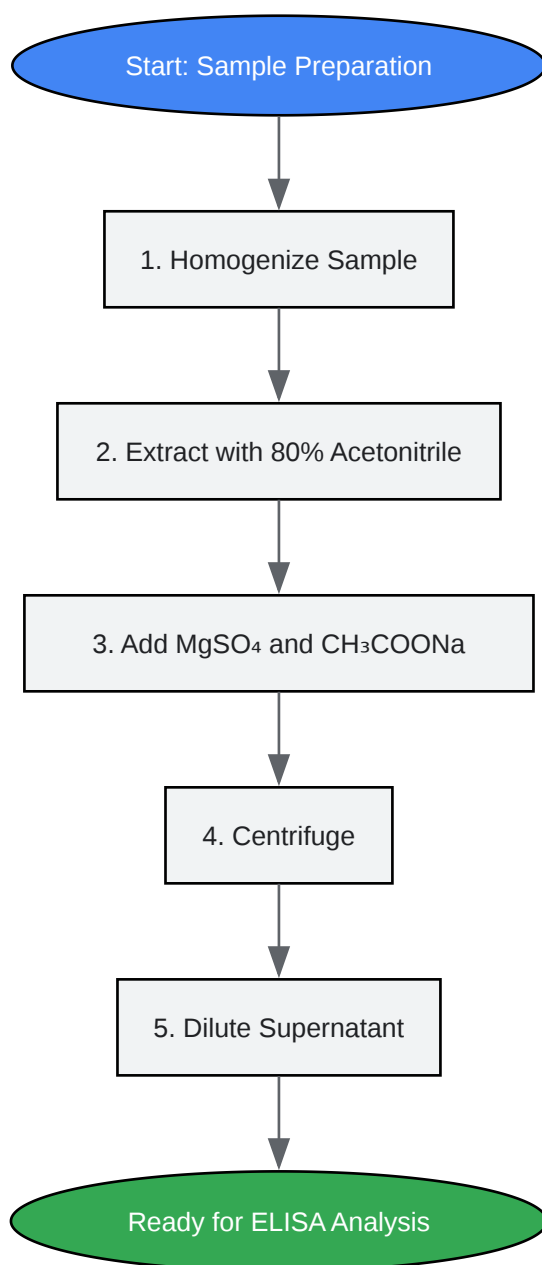 Start: Sample Preparation
1. Homogenize Sample
2. Extract with 80% Acetonitrile
3. Add MgSO₄ and CH₃COONa
4. Centrifuge
5. Dilute Supernatant
Ready for ELISA Analysis